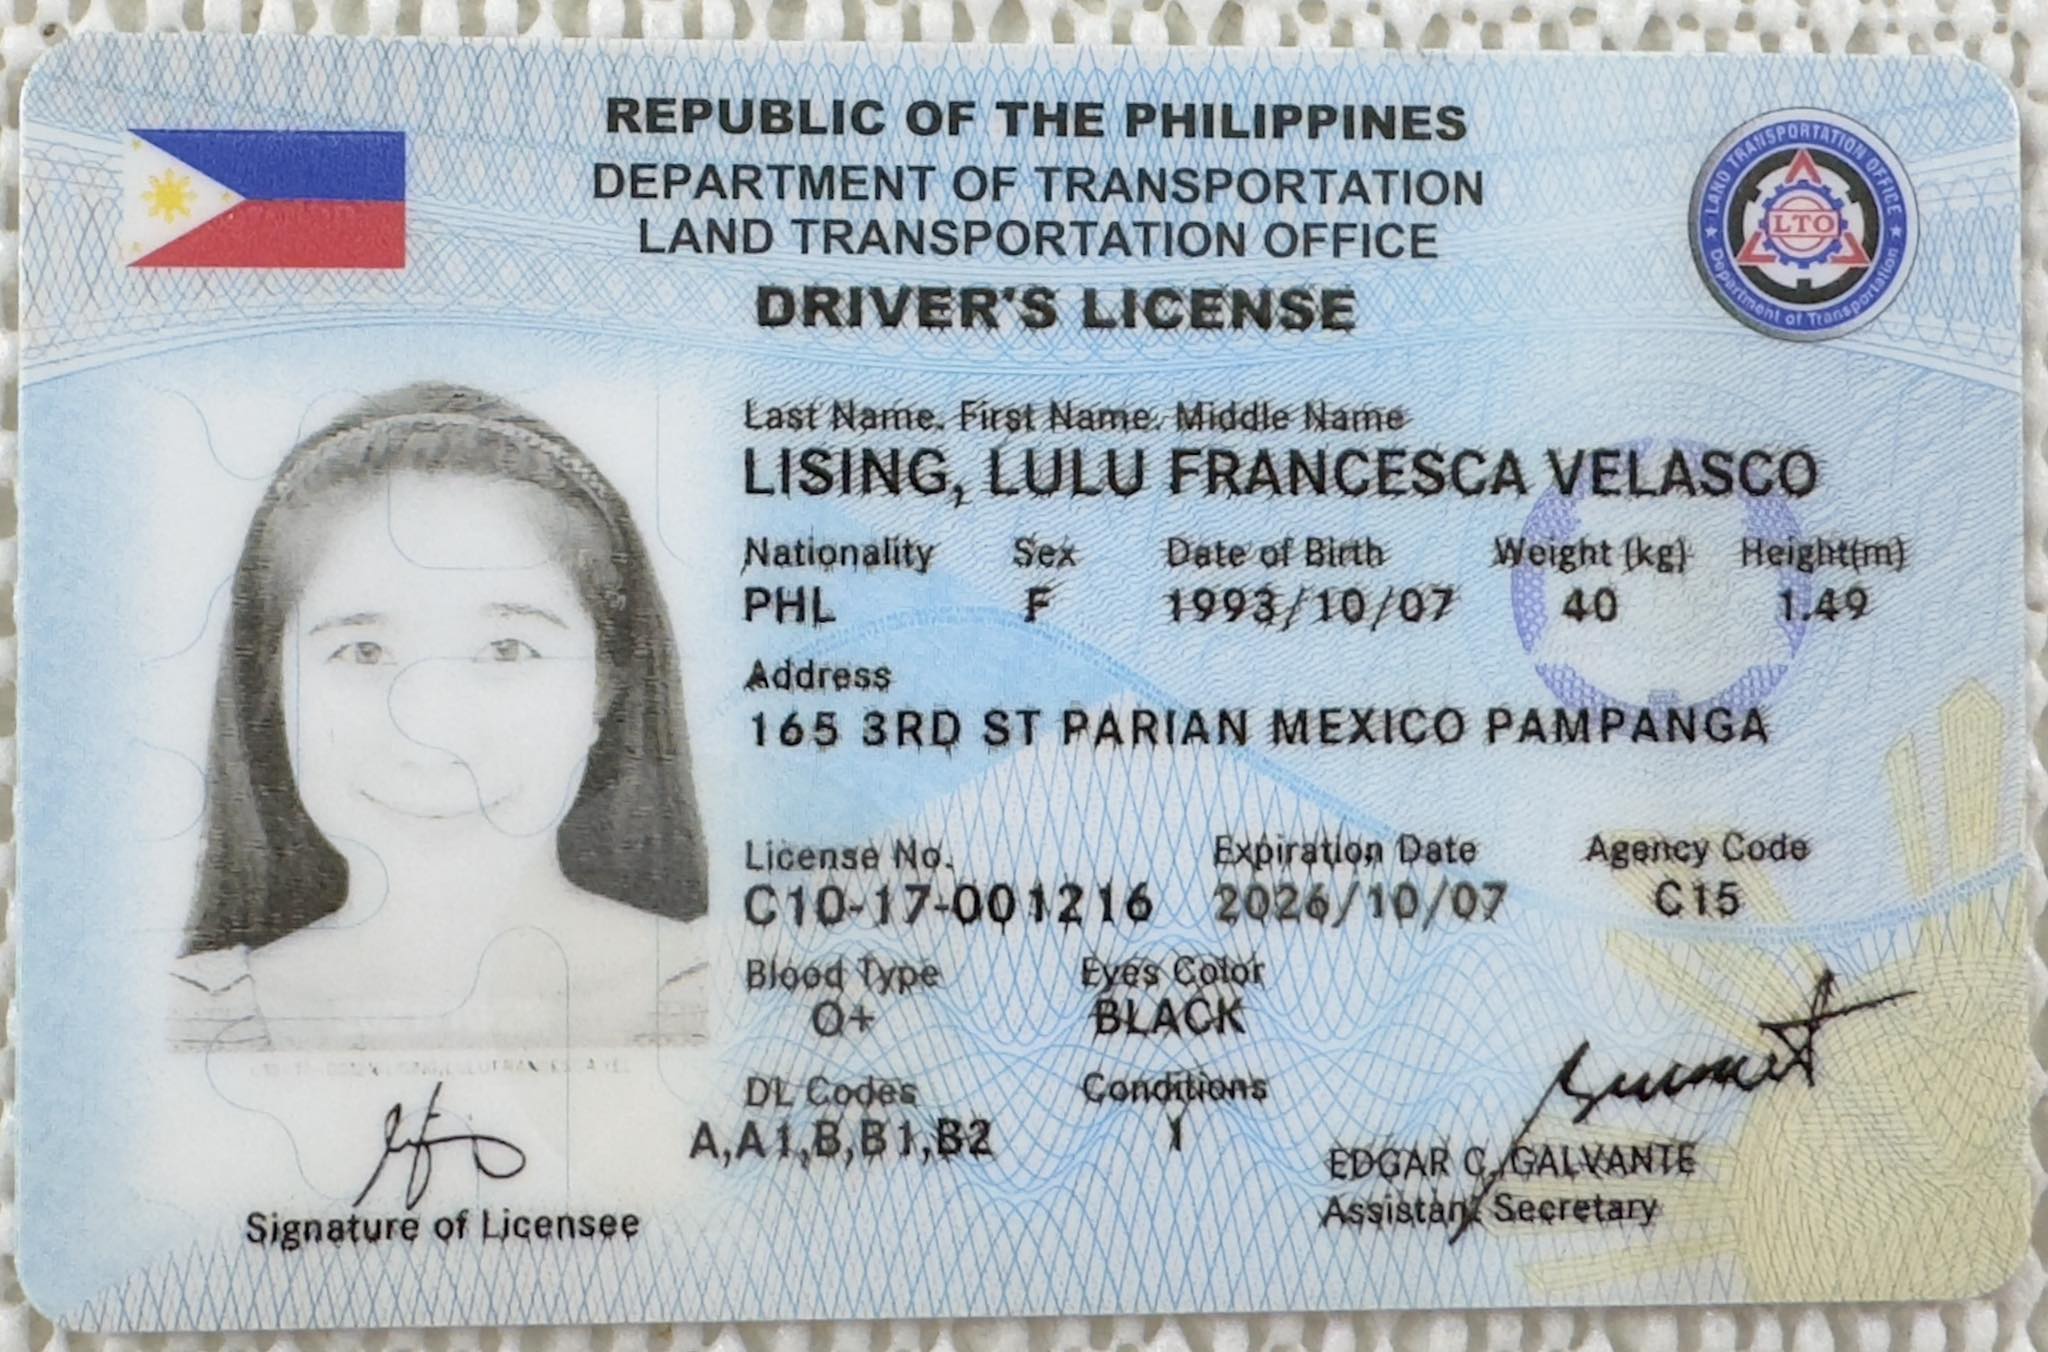 REPUBLIC OF THE PHILIPPINES
DEPARTMENT OF TRANSPORTATION
LAND TRANSPORTATION OFFICE
DRIVER'S LICENSE
LAND TRANSPORTATION OFFICE
LTO
Department of Transportation
Last Name, First Name, Middle Name
LISING, LULU FRANCESCA VELASCO
Nationality Sex Date of Birth Weight (kg) Height(m)
PHL F 1993/10/07 40 1.49
Address
165 3RD ST PARIAN MEXICO PAMPANGA
License No. Expiration Date Agency Code
C10-17-001216 2026/10/07 C15
Blood Type Eyes Color
O+ BLACK
DL Codes Conditions
A,A1,B,B1,B2 1
EDGAR C. GALVANTE
Assistant Secretary
Signature of Licensee